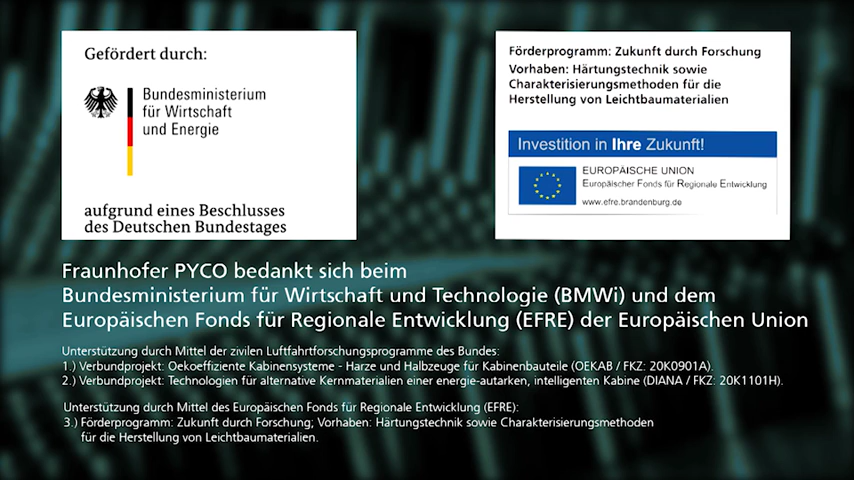 Gefördert durch:
Bundesministerium
für Wirtschaft
und Energie
aufgrund eines Beschlusses
des Deutschen Bundestages
Förderprogramm: Zukunft durch Forschung
Vorhaben: Härtungstechnik sowie
Charakterisierungsmethoden für die
Herstellung von Leichtbaumaterialien
Investition in Ihre Zukunft!
EUROPÄISCHE UNION
Europäischer Fonds für Regionale Entwicklung
www.efre.brandenburg.de
Fraunhofer PYCO bedankt sich beim
Bundesministerium für Wirtschaft und Technologie (BMWi) und dem
Europäischen Fonds für Regionale Entwicklung (EFRE) der Europäischen Union
Unterstützung durch Mittel der zivilen Luftfahrtforschungsprogramme des Bundes:
1.) Verbundprojekt: Oekoeffiziente Kabinensysteme - Harze und Halbzeuge für Kabinenbauteile (OEKAB / FKZ: 20K0901A).
2.) Verbundprojekt: Technologien für alternative Kernmaterialien einer energie-autarken, intelligenten Kabine (DIANA / FKZ: 20K1101H).
Unterstützung durch Mittel des Europäischen Fonds für Regionale Entwicklung (EFRE):
3.) Förderprogramm: Zukunft durch Forschung; Vorhaben: Härtungstechnik sowie Charakterisierungsmethoden
für die Herstellung von Leichtbaumaterialien.